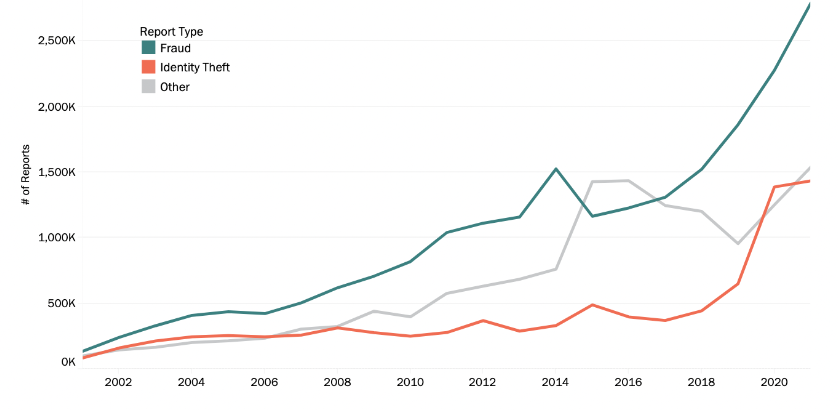 Report Type
Fraud
Identity Theft
Other
# of Reports
2,500K
2,000K
1,500K
1,000K
500K
0K
2002 2004 2006 2008 2010 2012 2014 2016 2018 2020